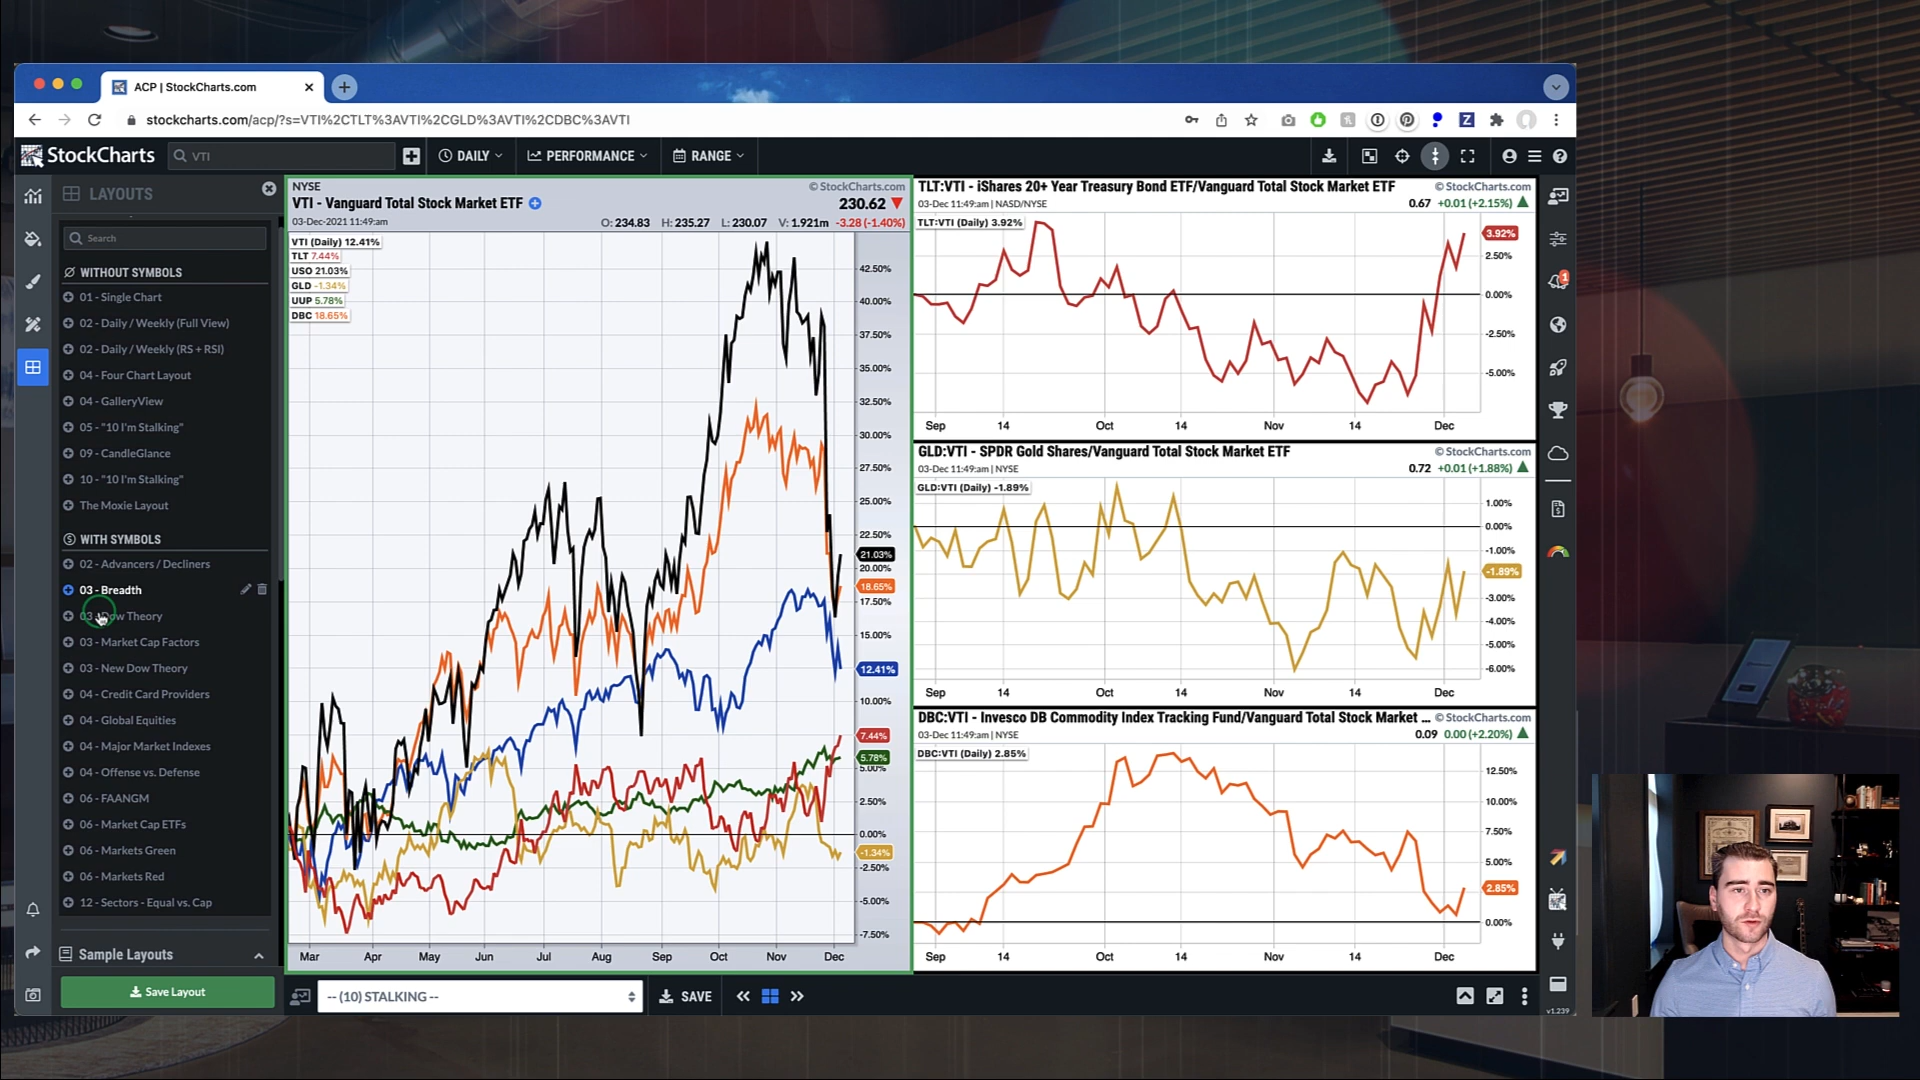 ACP | StockCharts.com
stockcharts.com/acp/?s=VTI%2CTLT%3AVTI%2CGLD%3AVTI%2CDBC%3AVTI
StockCharts
VTI
DAILY
PERFORMANCE
RANGE
LAYOUTS
Search
WITHOUT SYMBOLS
01 - Single Chart
02 - Daily / Weekly (Full View)
02 - Daily / Weekly (RS + RSI)
04 - Four Chart Layout
04 - GalleryView
05 - "10 I'm Stalking"
09 - CandleGlance
10 - "10 I'm Stalking"
The Moxie Layout
WITH SYMBOLS
02 - Advancers / Decliners
03 - Breadth
03 - Dow Theory
03 - Market Cap Factors
03 - New Dow Theory
04 - Credit Card Providers
04 - Global Equities
04 - Major Market Indexes
04 - Offense vs. Defense
06 - FAANGM
06 - Market Cap ETFs
06 - Markets Green
06 - Markets Red
12 - Sectors - Equal vs. Cap
Sample Layouts
Save Layout
NYSE
© StockCharts.com
VTI - Vanguard Total Stock Market ETF
230.62
03-Dec-2021 11:49am
O: 234.83 H: 235.27 L: 230.07 V: 1.921m -3.28 (-1.40%)
VTI (Daily) 12.41%
TLT 7.44%
USO 21.03%
GLD -1.34%
UUP 5.78%
DBC 18.65%
42.50%
40.00%
37.50%
35.00%
32.50%
30.00%
27.50%
25.00%
22.50%
21.03%
20.00%
18.65%
17.50%
15.00%
12.41%
10.00%
7.44%
5.78%
5.00%
2.50%
0.00%
-1.34%
-2.50%
-5.00%
-7.50%
Mar Apr May Jun Jul Aug Sep Oct Nov Dec
TLT:VTI - iShares 20+ Year Treasury Bond ETF/Vanguard Total Stock Market ETF
© StockCharts.com
03-Dec 11:49am | NASD/NYSE
0.67 +0.01 (+2.15%)
TLT:VTI (Daily) 3.92%
3.92%
2.50%
0.00%
-2.50%
-5.00%
Sep 14 Oct 14 Nov 14 Dec
GLD:VTI - SPDR Gold Shares/Vanguard Total Stock Market ETF
© StockCharts.com
03-Dec 11:49am | NYSE
0.72 +0.01 (+1.88%)
GLD:VTI (Daily) -1.89%
1.00%
0.00%
-1.00%
-1.89%
-3.00%
-4.00%
-5.00%
-6.00%
Sep 14 Oct 14 Nov 14 Dec
DBC:VTI - Invesco DB Commodity Index Tracking Fund/Vanguard Total Stock Market ...
© StockCharts.com
03-Dec 11:49am | NYSE
0.09 0.00 (+2.20%)
DBC:VTI (Daily) 2.85%
12.50%
10.00%
7.50%
5.00%
2.85%
0.00%
Sep 14 Oct 14 Nov 14 Dec
-- (10) STALKING --
SAVE
1
v1.239